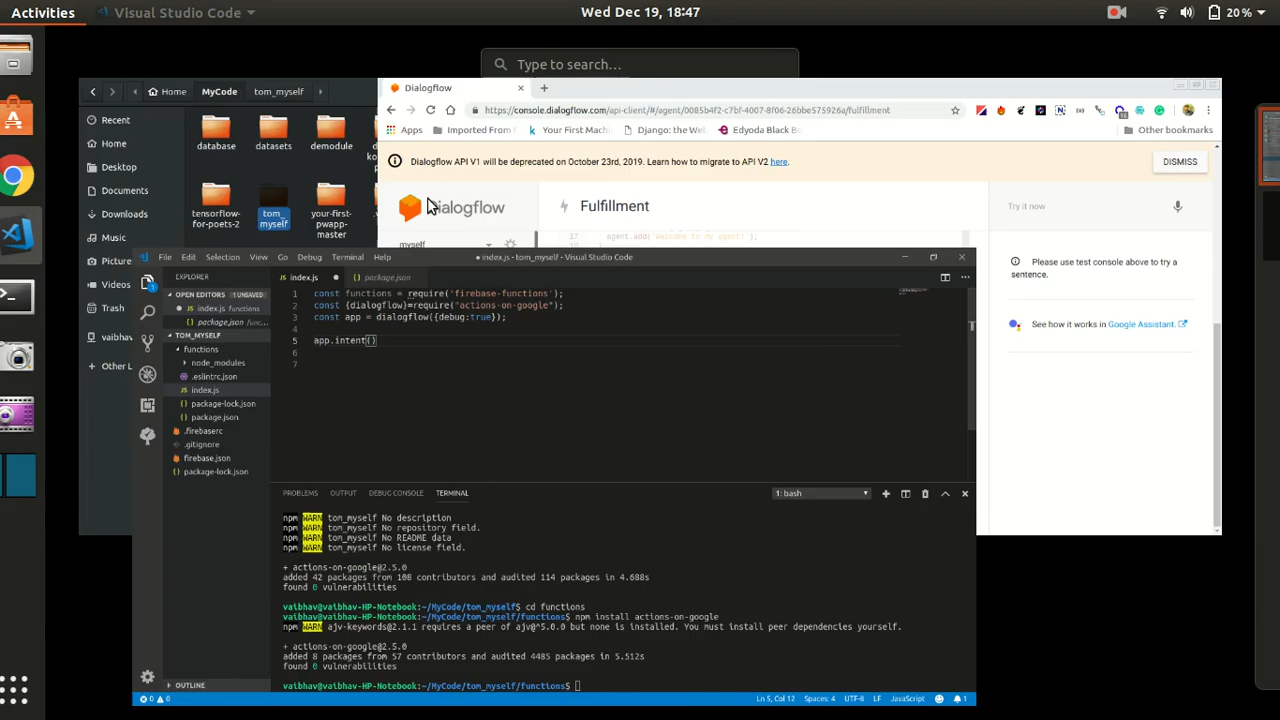 Activities
Visual Studio Code
Wed Dec 19, 18:47
20 %
Type to search…
Home
MyCode
tom_myself
Recent
Home
Desktop
Documents
Downloads
Music
Videos
Trash
Other L
database
datasets
demodule
tensorflow-
for-poets-2
tom_
myself
your-first-
pwapp-
master
Dialogflow
https://console.dialogflow.com/api-client/#/agent/0085b4f2-c7bf-4007-8f06-26bbe575926a/fulfillment
Apps
Imported From
Your First Mach
Django: the We
Edyoda Black Bo
Other bookmarks
Dialogflow API V1 will be deprecated on October 23rd, 2019. Learn how to migrate to API V2 here.
DISMISS
Dialogflow
Fulfillment
Try it now
myself
17 agent.add('Welcome to my agent!');
Please use test console above to try a
sentence.
See how it works in Google Assistant.
File Edit Selection View Go Debug Terminal Help
● index.js - tom_myself - Visual Studio Code
EXPLORER
OPEN EDITORS 1 UNSAVED
index.js functions
package.json func...
TOM_MYSELF
functions
node_modules
.eslintrc.json
index.js
package-lock.json
package.json
.firebaserc
.gitignore
firebase.json
package-lock.json
OUTLINE
index.js
package.json
1 const functions = require('firebase-functions');
2 const {dialogflow}=require("actions-on-google");
3 const app = dialogflow({debug:true});
4
5 app.intent()
6
7
PROBLEMS OUTPUT DEBUG CONSOLE TERMINAL
1: bash
npm WARN tom_myself No description
npm WARN tom_myself No repository field.
npm WARN tom_myself No README data
npm WARN tom_myself No license field.
+ actions-on-google@2.5.0
added 42 packages from 108 contributors and audited 114 packages in 4.688s
found 0 vulnerabilities
vaibhav@vaibhav-HP-Notebook:~/MyCode/tom_myself$ cd functions
vaibhav@vaibhav-HP-Notebook:~/MyCode/tom_myself/functions$ npm install actions-on-google
npm WARN ajv-keywords@2.1.1 requires a peer of ajv@^5.0.0 but none is installed. You must install peer dependencies yourself.
+ actions-on-google@2.5.0
added 8 packages from 57 contributors and audited 4485 packages in 5.512s
found 0 vulnerabilities
vaibhav@vaibhav-HP-Notebook:~/MyCode/tom_myself/functions$
0 0
Ln 5, Col 12
Spaces: 4
UTF-8
LF
JavaScript
1